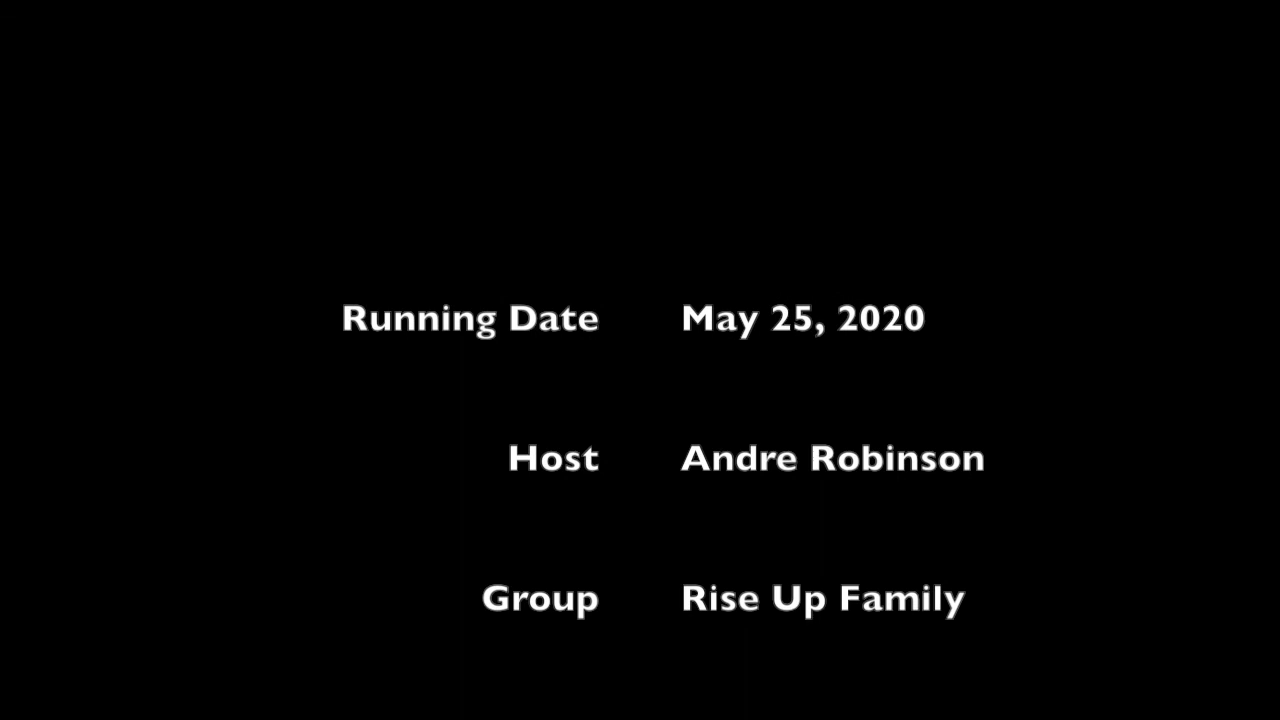 Running Date May 25, 2020
Host Andre Robinson
Group Rise Up Family